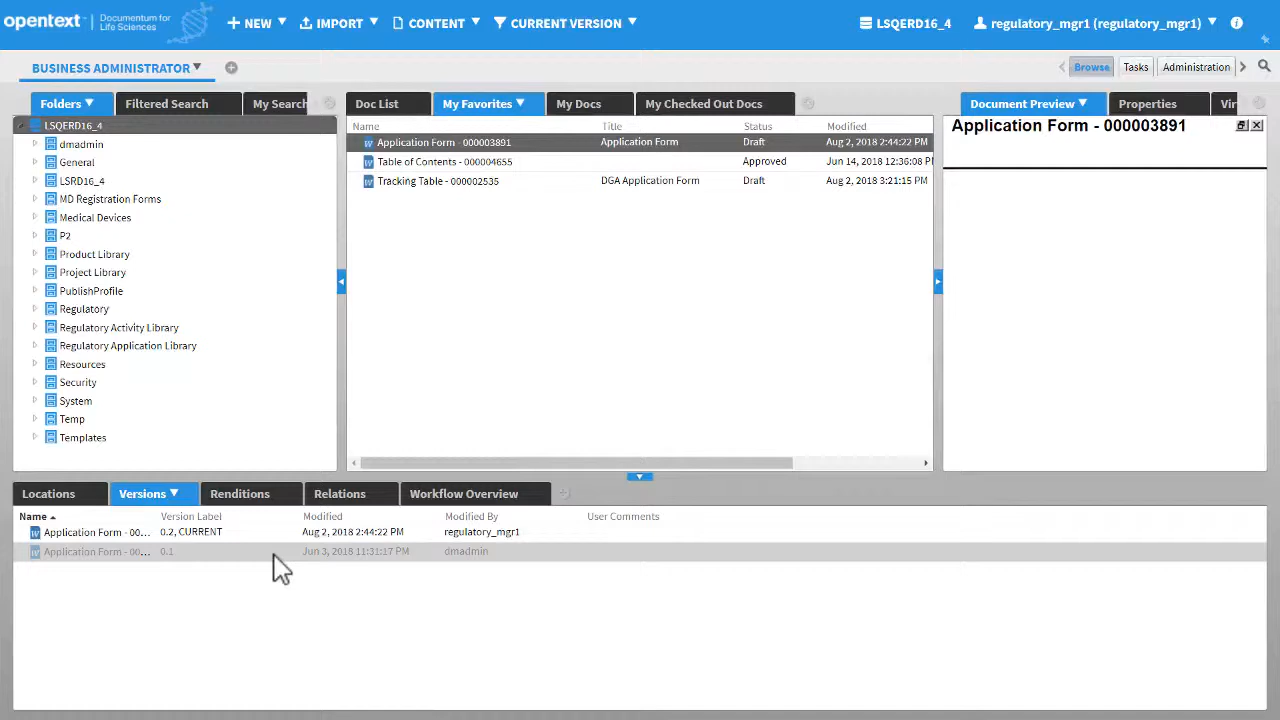 opentext Documentum for Life Sciences NEW IMPORT CONTENT CURRENT VERSION LSQERD16_4 regulatory_mgr1 (regulatory_mgr1)
BUSINESS ADMINISTRATOR Browse Tasks Administration
Folders Filtered Search My Search
LSQERD16_4
dmadmin
General
LSRD16_4
MD Registration Forms
Medical Devices
P2
Product Library
Project Library
PublishProfile
Regulatory
Regulatory Activity Library
Regulatory Application Library
Resources
Security
System
Temp
Templates
Doc List My Favorites My Docs My Checked Out Docs
Name Title Status Modified
Application Form - 000003891 Application Form Draft Aug 2, 2018 2:44:22 PM
Table of Contents - 000004655 Approved Jun 14, 2018 12:36:08 P
Tracking Table - 000002535 DGA Application Form Draft Aug 2, 2018 3:21:15 PM
Document Preview Properties Vir
Application Form - 000003891
Locations Versions Renditions Relations Workflow Overview
Name Version Label Modified Modified By User Comments
Application Form - 00... 0.2, CURRENT Aug 2, 2018 2:44:22 PM regulatory_mgr1
Application Form - 00... 0.1 Jun 3, 2018 11:31:17 PM dmadmin